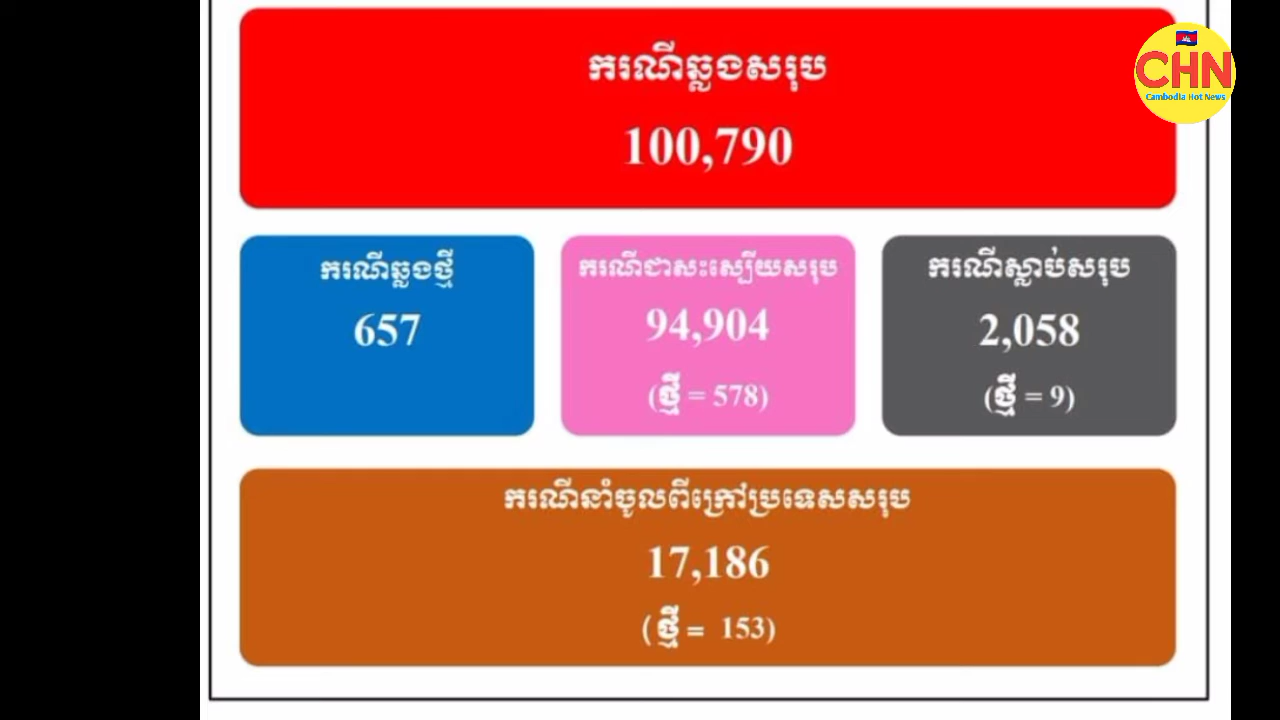 ករណីឆ្លងសរុប
100,790
CHN
Cambodia Hot News
ករណីឆ្លងថ្មី
657
ករណីជាសះស្បើយសរុប
94,904
(ថ្មី = 578)
ករណីស្លាប់សរុប
2,058
(ថ្មី = 9)
ករណីនាំចូលពីក្រៅប្រទេសសរុប
17,186
(ថ្មី = 153)